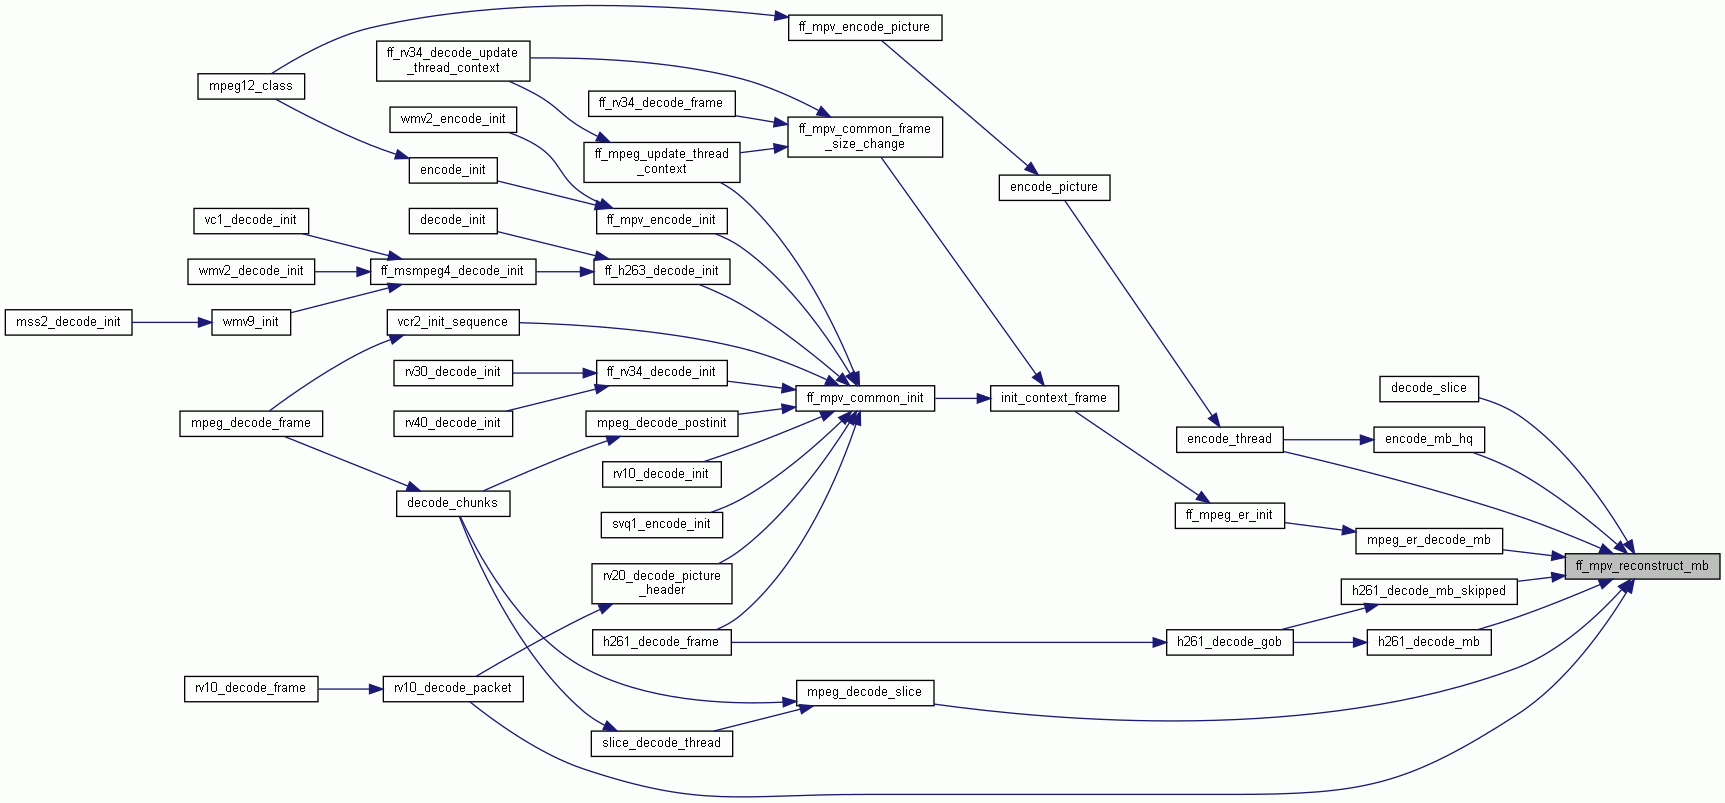 ff_mpv_encode_picture
ff_rv34_decode_update
_thread_context
mpeg12_class
ff_rv34_decode_frame
wmv2_encode_init
ff_mpv_common_frame
_size_change
ff_mpeg_update_thread
_context
encode_init
encode_picture
vc1_decode_init
decode_init
ff_mpv_encode_init
wmv2_decode_init
ff_msmpeg4_decode_init
ff_h263_decode_init
mss2_decode_init
wmv9_init
vcr2_init_sequence
rv30_decode_init
ff_rv34_decode_init
decode_slice
ff_mpv_common_init
init_context_frame
mpeg_decode_frame
rv40_decode_init
mpeg_decode_postinit
encode_thread
encode_mb_hq
rv10_decode_init
decode_chunks
svq1_encode_init
ff_mpeg_er_init
mpeg_er_decode_mb
ff_mpv_reconstruct_mb
rv20_decode_picture
_header
h261_decode_mb_skipped
h261_decode_frame
h261_decode_gob
h261_decode_mb
rv10_decode_frame
rv10_decode_packet
mpeg_decode_slice
slice_decode_thread